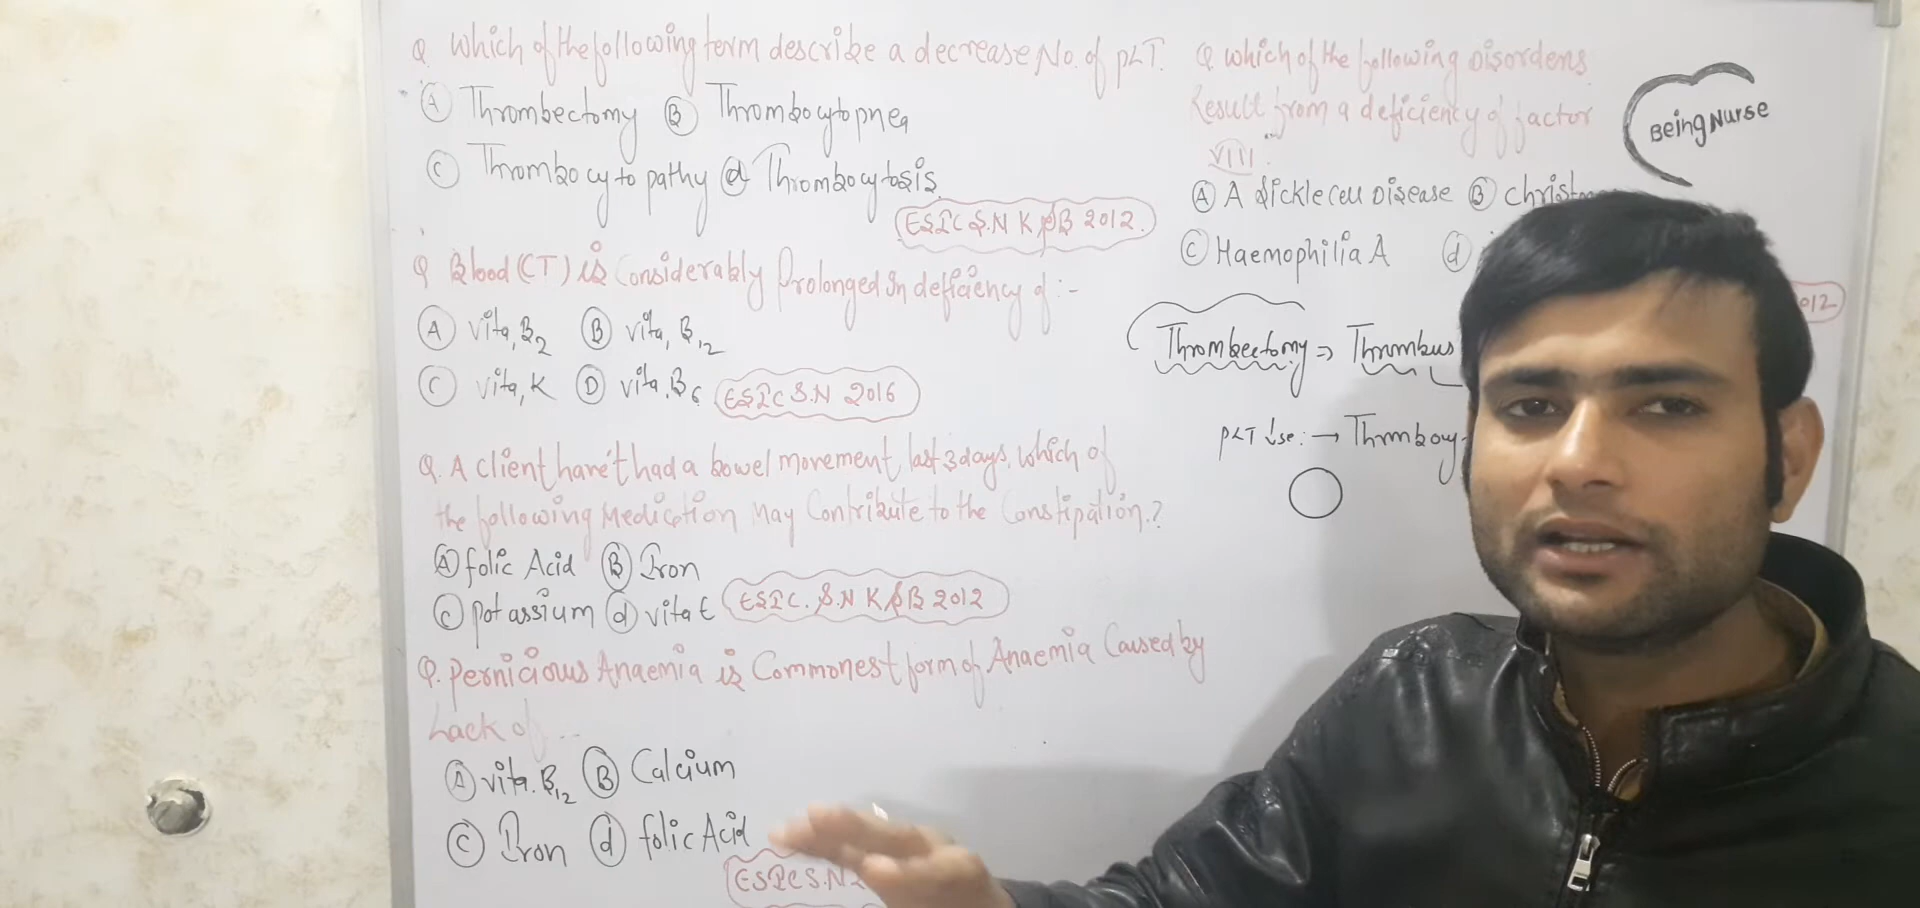 Q. Which of the following term describe a decrease No. of PLT.
A Thrombectomy B Thrombocytopnea
C Thrombocytopathy d Thrombocytosis
ESIC S.N KPB 2012.
Q Blood (CT) is Considerably Prolonged In deficiency of :-
A vita, B2 B vita, B12
C vita, K D vita. B6 ESIC S.N 2016
Q. A client have't had a bowel movement last 3 days. which of
the following Medication May Contribute to the Constipation.?
A folic Acid B Iron
C potassium d vita E ESIC. S.N KPB 2012
Q. Pernicious Anaemia is Commonest form of Anaemia Caused by
Lack of ...
A vita. B12 B Calcium
C Iron d folic Acid
ESIC S.N
Q which of the following Disorders
Result from a deficiency of factor
VIII.
A A Sickle cell Disease B christ
C Haemophilia A d
012
Thrombectomy => Thrombus
PLT ↓se: → Thromboy
Being Nurse